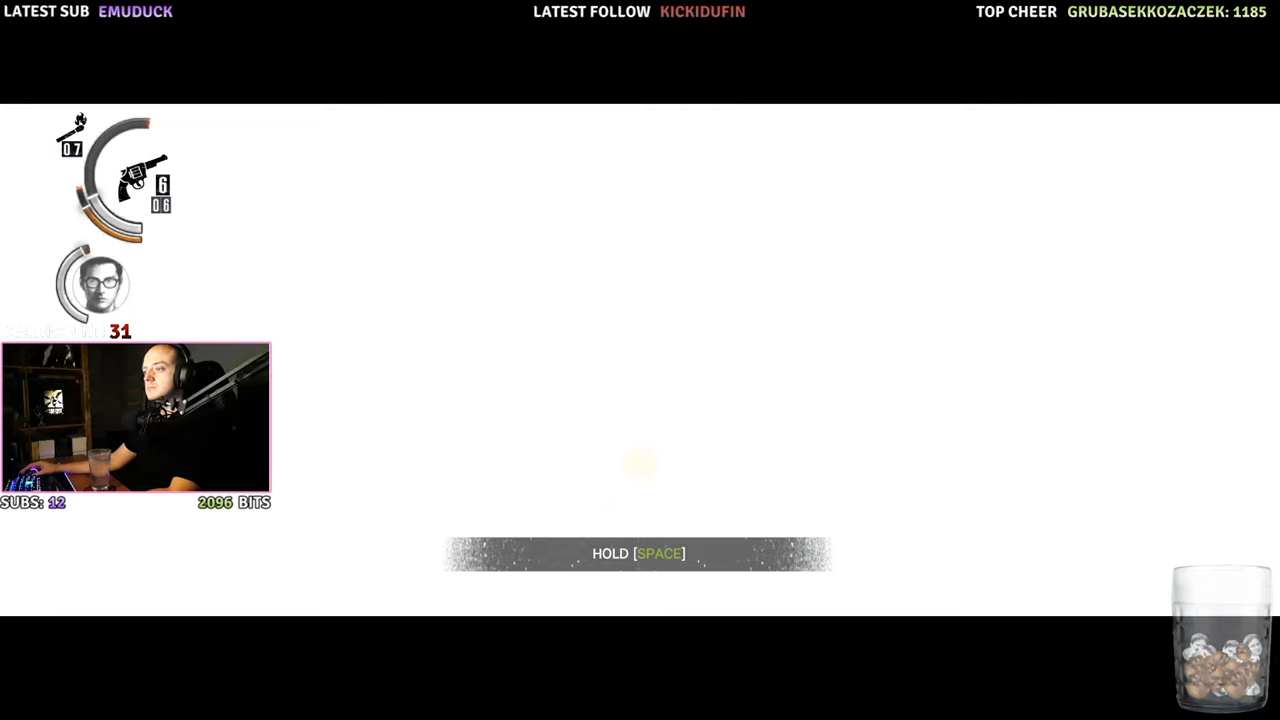 LATEST SUB EMUDUCK
LATEST FOLLOW KICKIDUFIN
TOP CHEER GRUBASEKKOZACZEK: 1185
07
6
06
31
SUBS: 12
2096 BITS
HOLD [SPACE]